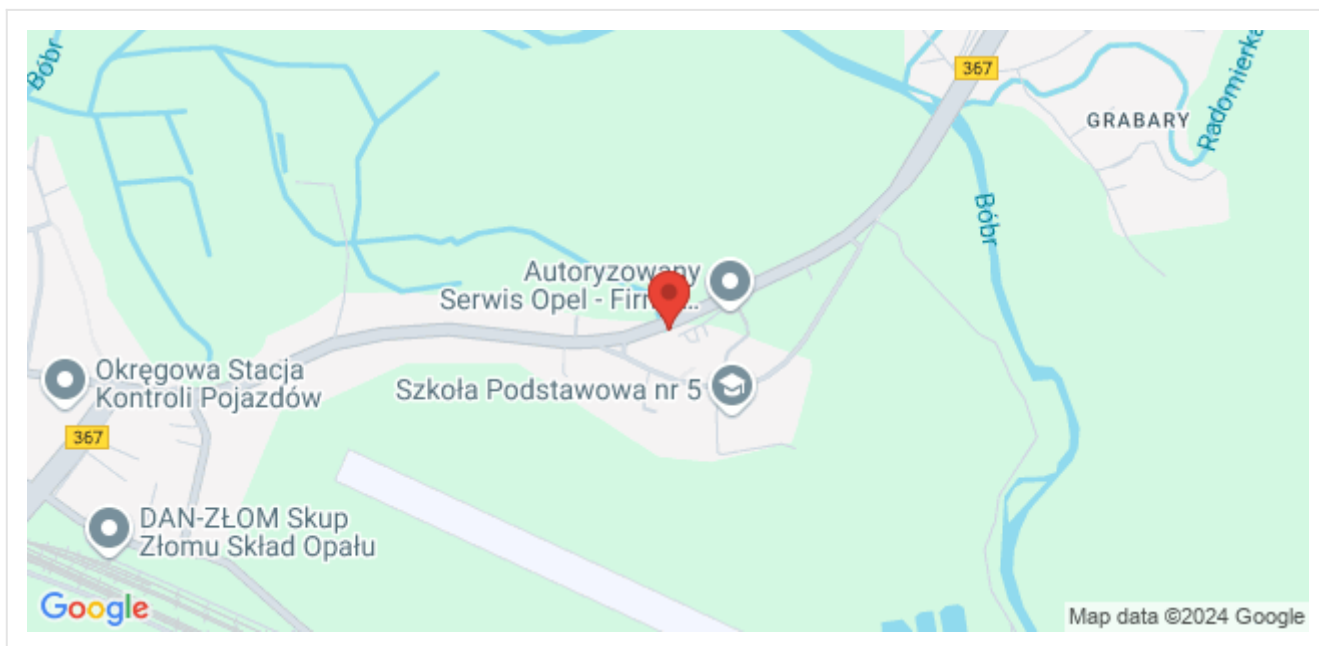 Bóbr
367
GRABARY
Radomierka
Bóbr
Autoryzowany
Serwis Opel - Firma...
Okręgowa Stacja
Kontroli Pojazdów
Szkoła Podstawowa nr 5
367
DAN-ZŁOM Skup
Złomu Skład Opału
Google
Map data ©2024 Google